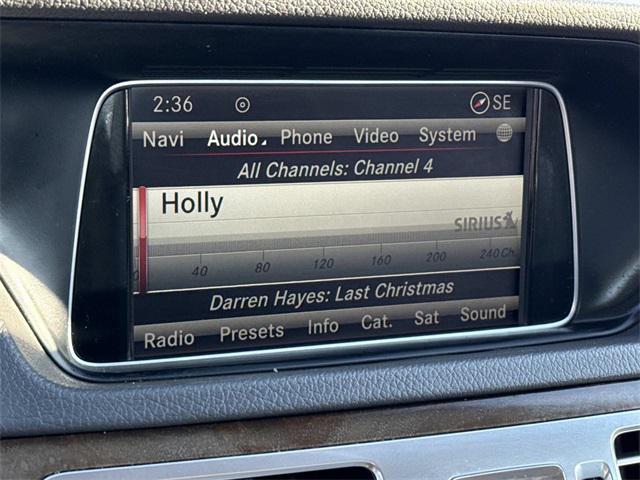 2:36 SE
Navi Audio Phone Video System
All Channels: Channel 4
Holly
SIRIUS
0 40 80 120 160 200 240 Ch.
Darren Hayes: Last Christmas
Radio Presets Info Cat. Sat Sound